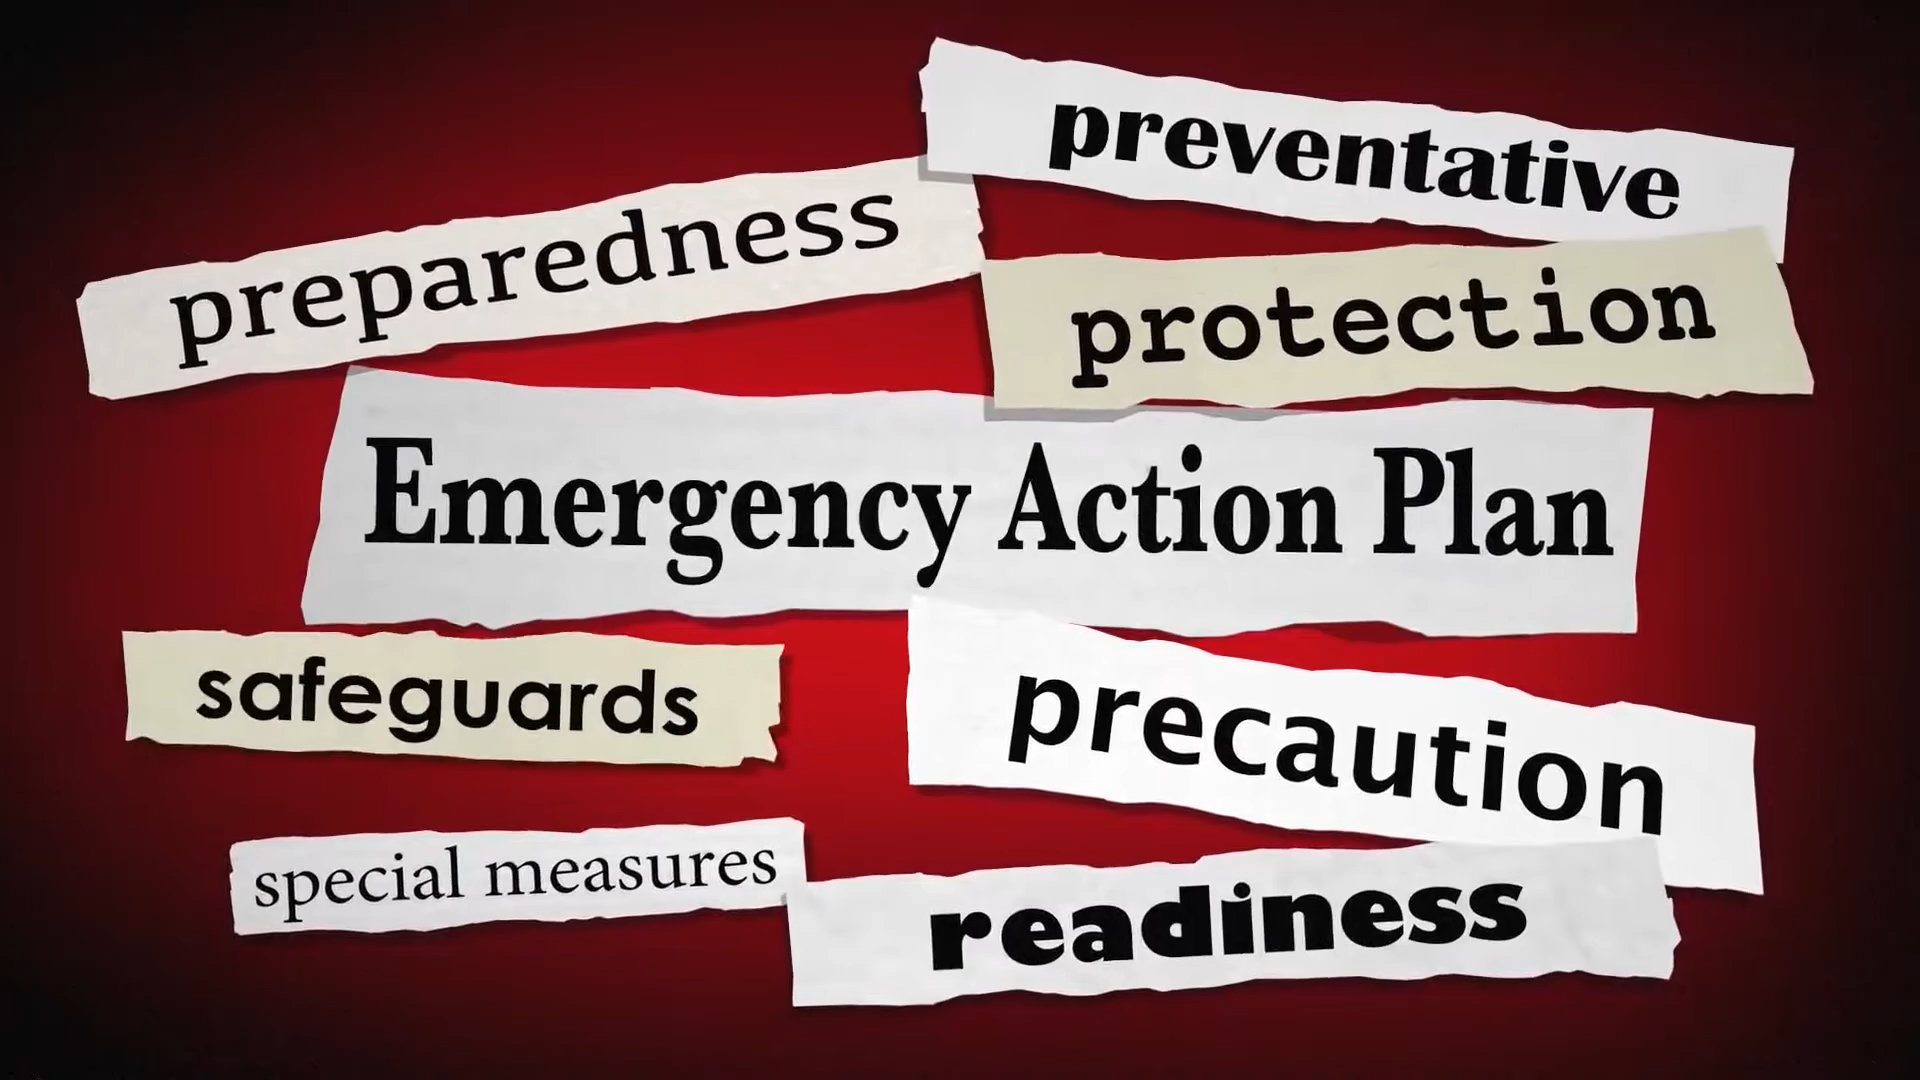 preventative
preparedness
protection
Emergency Action Plan
safeguards
precaution
special measures
readiness